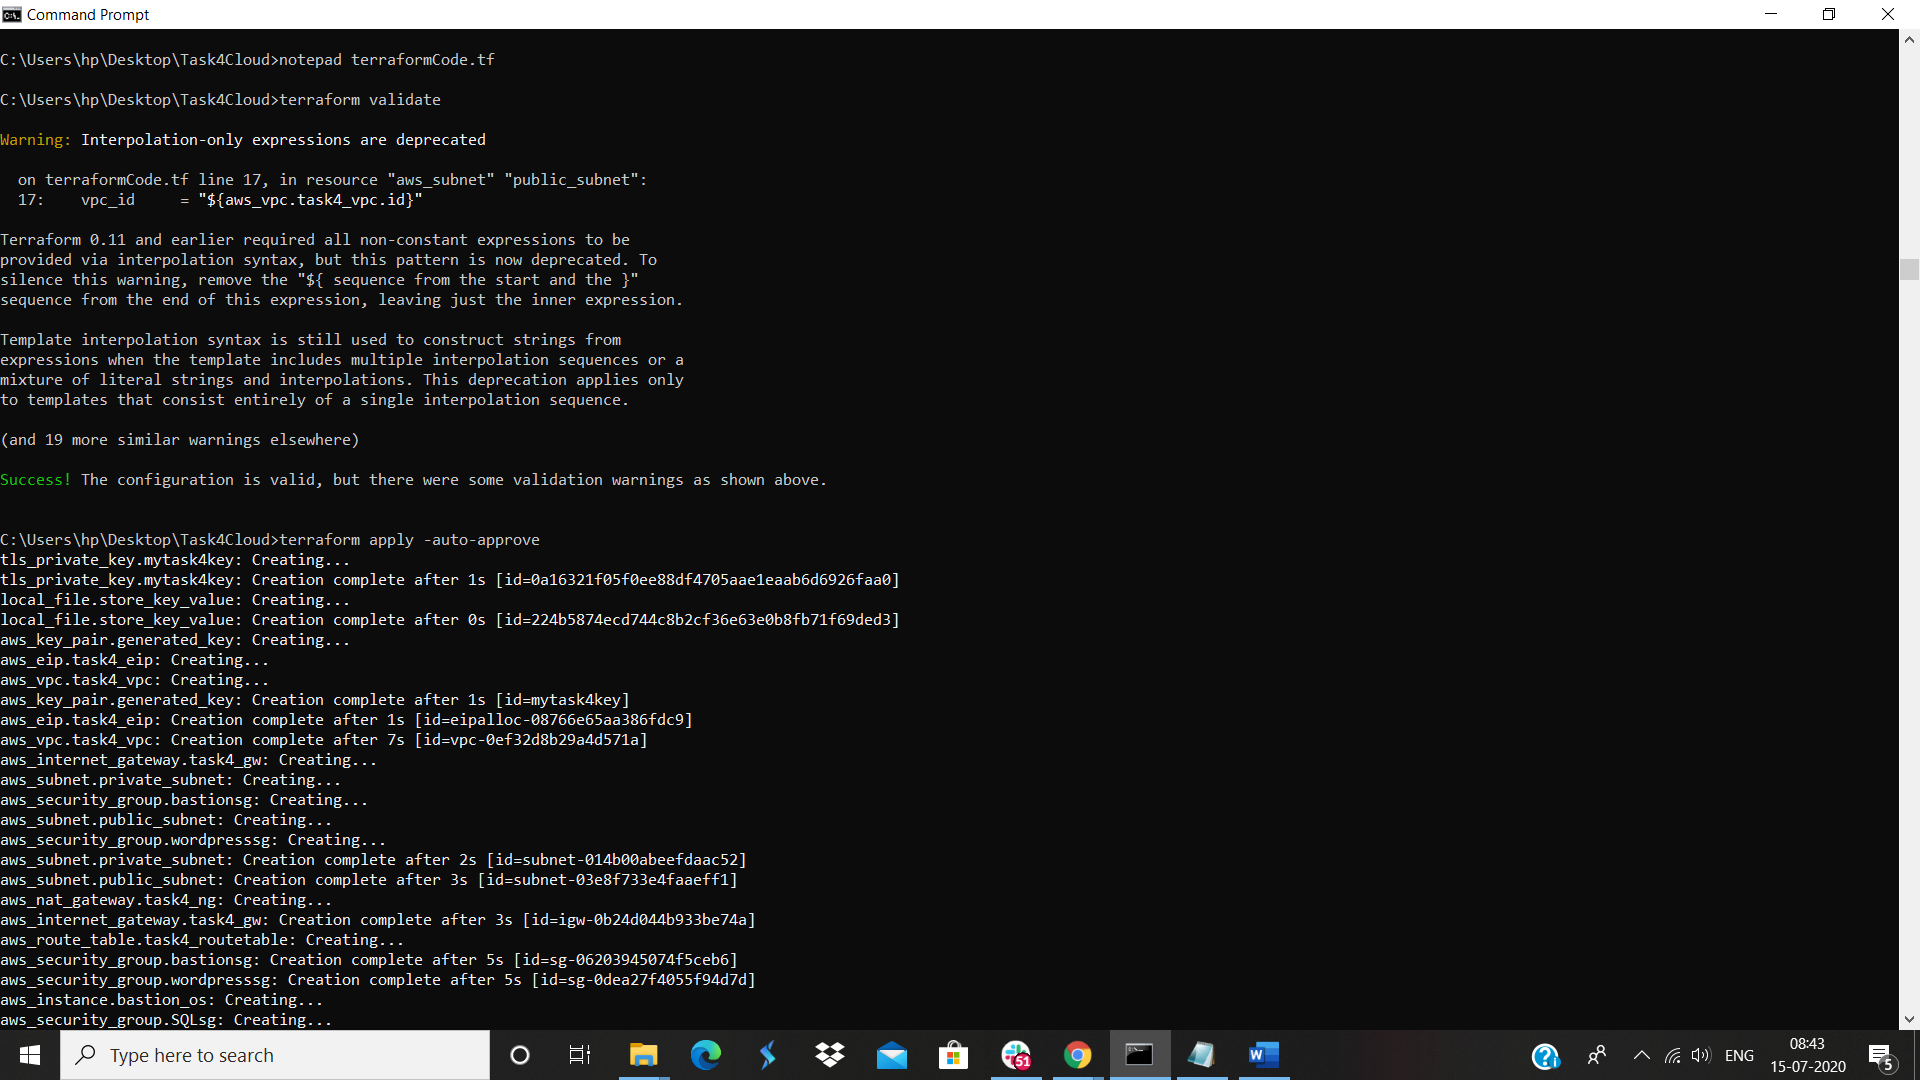 Command Prompt
C:\Users\hp\Desktop\Task4Cloud>notepad terraformCode.tf
C:\Users\hp\Desktop\Task4Cloud>terraform validate
Warning: Interpolation-only expressions are deprecated
on terraformCode.tf line 17, in resource "aws_subnet" "public_subnet":
17:    vpc_id     = "${aws_vpc.task4_vpc.id}"
Terraform 0.11 and earlier required all non-constant expressions to be
provided via interpolation syntax, but this pattern is now deprecated. To
silence this warning, remove the "${ sequence from the start and the }"
sequence from the end of this expression, leaving just the inner expression.
Template interpolation syntax is still used to construct strings from
expressions when the template includes multiple interpolation sequences or a
mixture of literal strings and interpolations. This deprecation applies only
to templates that consist entirely of a single interpolation sequence.
(and 19 more similar warnings elsewhere)
Success! The configuration is valid, but there were some validation warnings as shown above.
C:\Users\hp\Desktop\Task4Cloud>terraform apply -auto-approve
tls_private_key.mytask4key: Creating...
tls_private_key.mytask4key: Creation complete after 1s [id=0a16321f05f0ee88df4705aae1eaab6d6926faa0]
local_file.store_key_value: Creating...
local_file.store_key_value: Creation complete after 0s [id=224b5874ecd744c8b2cf36e63e0b8fb71f69ded3]
aws_key_pair.generated_key: Creating...
aws_eip.task4_eip: Creating...
aws_vpc.task4_vpc: Creating...
aws_key_pair.generated_key: Creation complete after 1s [id=mytask4key]
aws_eip.task4_eip: Creation complete after 1s [id=eipalloc-08766e65aa386fdc9]
aws_vpc.task4_vpc: Creation complete after 7s [id=vpc-0ef32d8b29a4d571a]
aws_internet_gateway.task4_gw: Creating...
aws_subnet.private_subnet: Creating...
aws_security_group.bastionsg: Creating...
aws_subnet.public_subnet: Creating...
aws_security_group.wordpresssg: Creating...
aws_subnet.private_subnet: Creation complete after 2s [id=subnet-014b00abeefdaac52]
aws_subnet.public_subnet: Creation complete after 3s [id=subnet-03e8f733e4faaeff1]
aws_nat_gateway.task4_ng: Creating...
aws_internet_gateway.task4_gw: Creation complete after 3s [id=igw-0b24d044b933be74a]
aws_route_table.task4_routetable: Creating...
aws_security_group.bastionsg: Creation complete after 5s [id=sg-06203945074f5ceb6]
aws_security_group.wordpresssg: Creation complete after 5s [id=sg-0dea27f4055f94d7d]
aws_instance.bastion_os: Creating...
aws_security_group.SQLsg: Creating...
Type here to search
51
ENG
08:43
15-07-2020
5